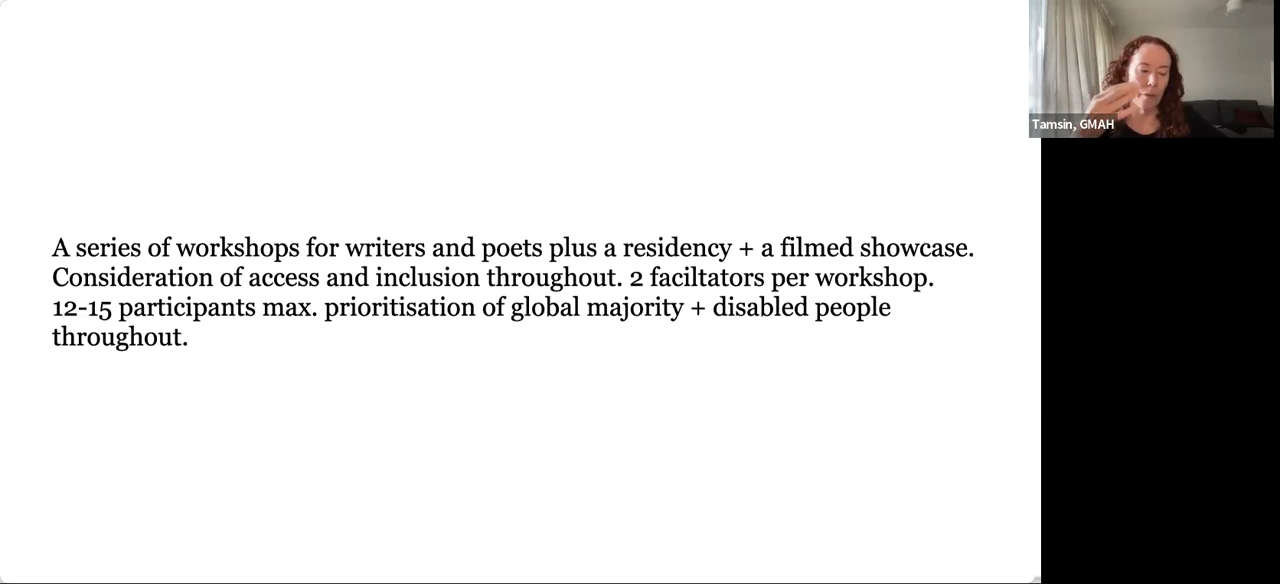 A series of workshops for writers and poets plus a residency + a filmed showcase.
Consideration of access and inclusion throughout. 2 faciltators per workshop.
12-15 participants max. prioritisation of global majority + disabled people
throughout.
Tamsin, GMAH